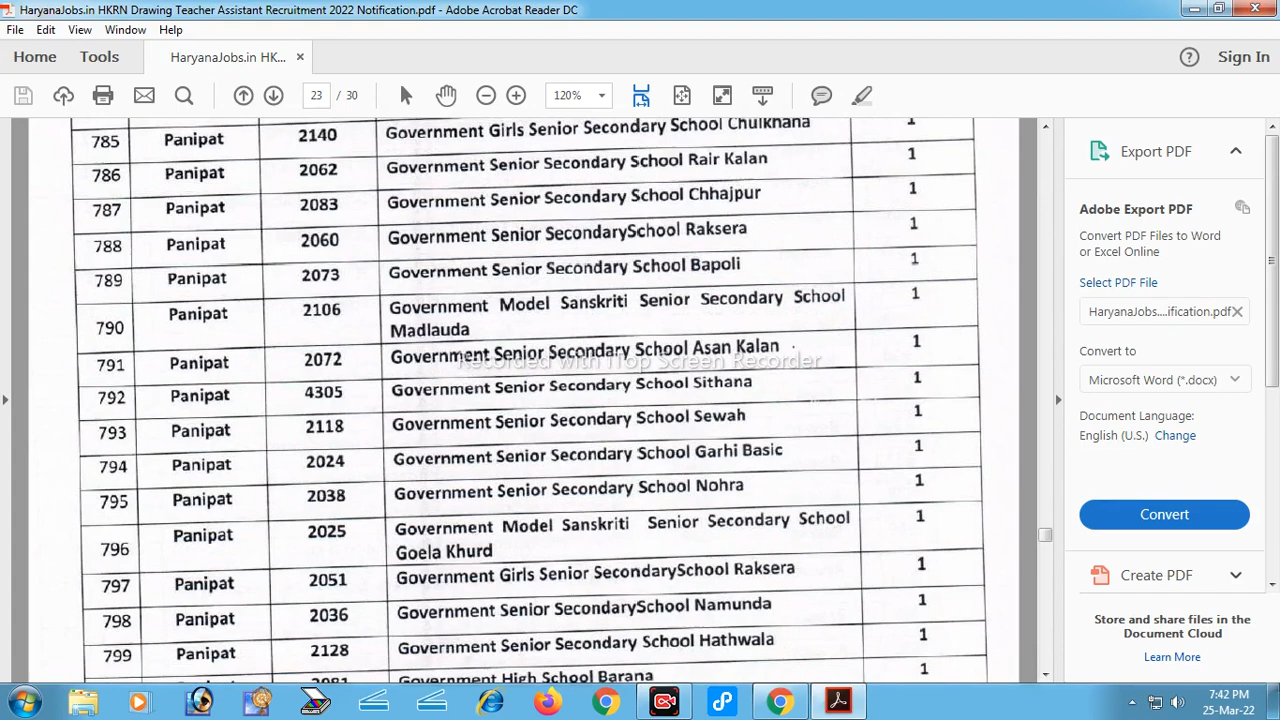 HaryanaJobs.in HKRN Drawing Teacher Assistant Recruitment 2022 Notification.pdf - Adobe Acrobat Reader DC
File Edit View Window Help
Home Tools HaryanaJobs.in HK... × Sign In
23 / 30 120%
785 Panipat 2140 Government Girls Senior Secondary School Chulkhana 1
786 Panipat 2062 Government Senior Secondary School Rair Kalan 1
787 Panipat 2083 Government Senior Secondary School Chhajpur 1
788 Panipat 2060 Government Senior SecondarySchool Raksera 1
789 Panipat 2073 Government Senior Secondary School Bapoli 1
790 Panipat 2106 Government Model Sanskriti Senior Secondary School 1
Madlauda
791 Panipat 2072 Government Senior Secondary School Asan Kalan 1
Recorded with iTop Screen Recorder
792 Panipat 4305 Government Senior Secondary School Sithana 1
793 Panipat 2118 Government Senior Secondary School Sewah 1
794 Panipat 2024 Government Senior Secondary School Garhi Basic 1
795 Panipat 2038 Government Senior Secondary School Nohra 1
796 Panipat 2025 Government Model Sanskriti Senior Secondary School 1
Goela Khurd
797 Panipat 2051 Government Girls Senior SecondarySchool Raksera 1
798 Panipat 2036 Government Senior SecondarySchool Namunda 1
799 Panipat 2128 Government Senior Secondary School Hathwala 1
Government High School Barana 1
Export PDF
Adobe Export PDF
Convert PDF Files to Word
or Excel Online
Select PDF File
HaryanaJobs....ification.pdf ×
Convert to
Microsoft Word (*.docx)
Document Language:
English (U.S.) Change
Convert
Create PDF
Store and share files in the
Document Cloud
Learn More
7:42 PM
25-Mar-22